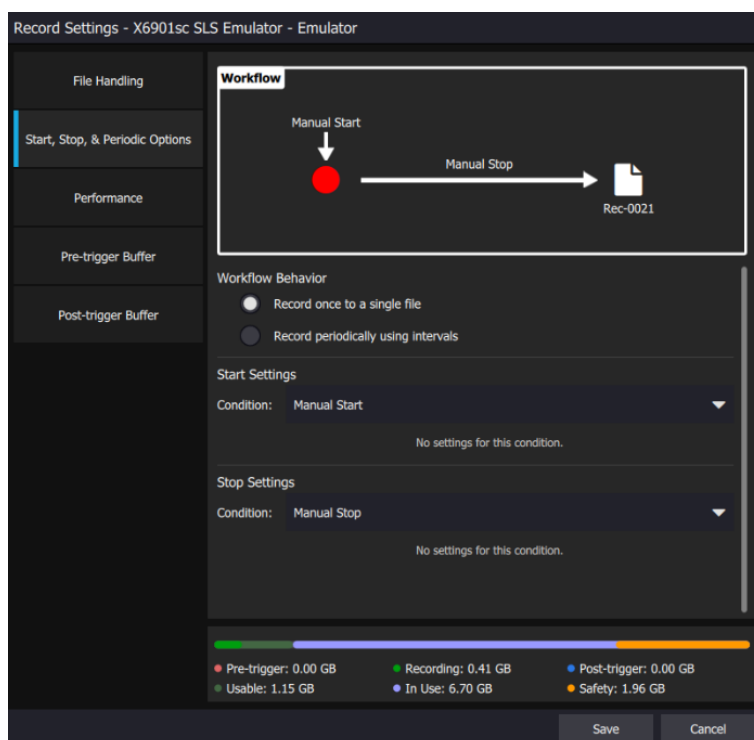 Record Settings - X6901sc SLS Emulator - Emulator
File Handling
Start, Stop, & Periodic Options
Performance
Pre-trigger Buffer
Post-trigger Buffer
Workflow
Manual Start
Manual Stop
Rec-0021
Workflow Behavior
Record once to a single file
Record periodically using intervals
Start Settings
Condition: Manual Start
No settings for this condition.
Stop Settings
Condition: Manual Stop
No settings for this condition.
Pre-trigger: 0.00 GB Recording: 0.41 GB Post-trigger: 0.00 GB
Usable: 1.15 GB In Use: 6.70 GB Safety: 1.96 GB
Save Cancel